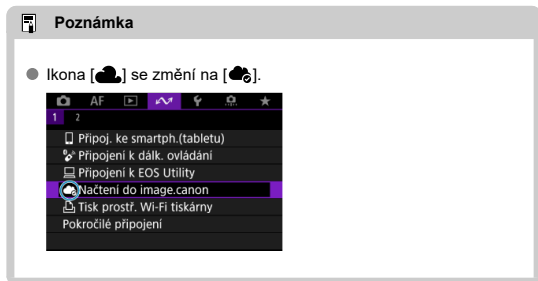 Poznámka
Ikona [ ] se změní na [ ].
AF
1 2
Připoj. ke smartph.(tabletu)
Připojení k dálk. ovládání
Připojení k EOS Utility
Načtení do image.canon
Tisk prostř. Wi-Fi tiskárny
Pokročilé připojení